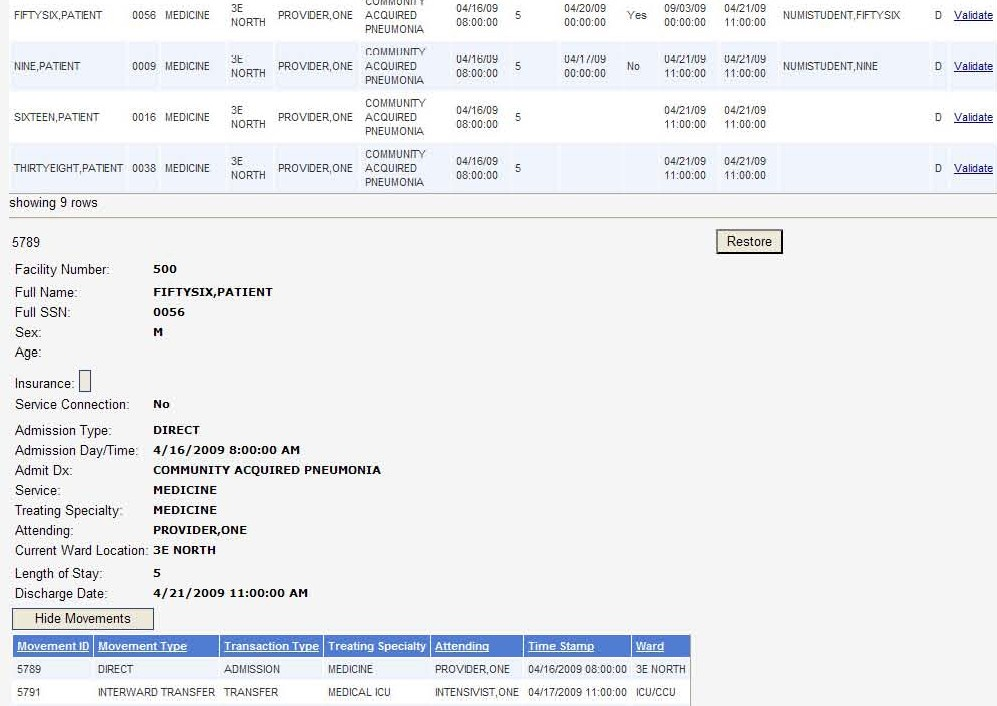 FIFTYSIX,PATIENT 0056 MEDICINE 3E NORTH PROVIDER,ONE COMMUNITY ACQUIRED PNEUMONIA 04/16/09 08:00:00 5 04/20/09 00:00:00 Yes 09/03/09 00:00:00 04/21/09 11:00:00 NUMISTUDENT,FIFTYSIX D Validate
NINE,PATIENT 0009 MEDICINE 3E NORTH PROVIDER,ONE COMMUNITY ACQUIRED PNEUMONIA 04/16/09 08:00:00 5 04/17/09 00:00:00 No 04/21/09 11:00:00 04/21/09 11:00:00 NUMISTUDENT,NINE D Validate
SIXTEEN,PATIENT 0016 MEDICINE 3E NORTH PROVIDER,ONE COMMUNITY ACQUIRED PNEUMONIA 04/16/09 08:00:00 5 04/21/09 11:00:00 04/21/09 11:00:00 D Validate
THIRTYEIGHT,PATIENT 0038 MEDICINE 3E NORTH PROVIDER,ONE COMMUNITY ACQUIRED PNEUMONIA 04/16/09 08:00:00 5 04/21/09 11:00:00 04/21/09 11:00:00 D Validate
showing 9 rows
5789 Restore
Facility Number: 500
Full Name: FIFTYSIX,PATIENT
Full SSN: 0056
Sex: M
Age:
Insurance:
Service Connection: No
Admission Type: DIRECT
Admission Day/Time: 4/16/2009 8:00:00 AM
Admit Dx: COMMUNITY ACQUIRED PNEUMONIA
Service: MEDICINE
Treating Specialty: MEDICINE
Attending: PROVIDER,ONE
Current Ward Location: 3E NORTH
Length of Stay: 5
Discharge Date: 4/21/2009 11:00:00 AM
Hide Movements
Movement ID Movement Type Transaction Type Treating Specialty Attending Time Stamp Ward
5789 DIRECT ADMISSION MEDICINE PROVIDER,ONE 04/16/2009 08:00:00 3E NORTH
5791 INTERWARD TRANSFER TRANSFER MEDICAL ICU INTENSIVIST,ONE 04/17/2009 11:00:00 ICU/CCU